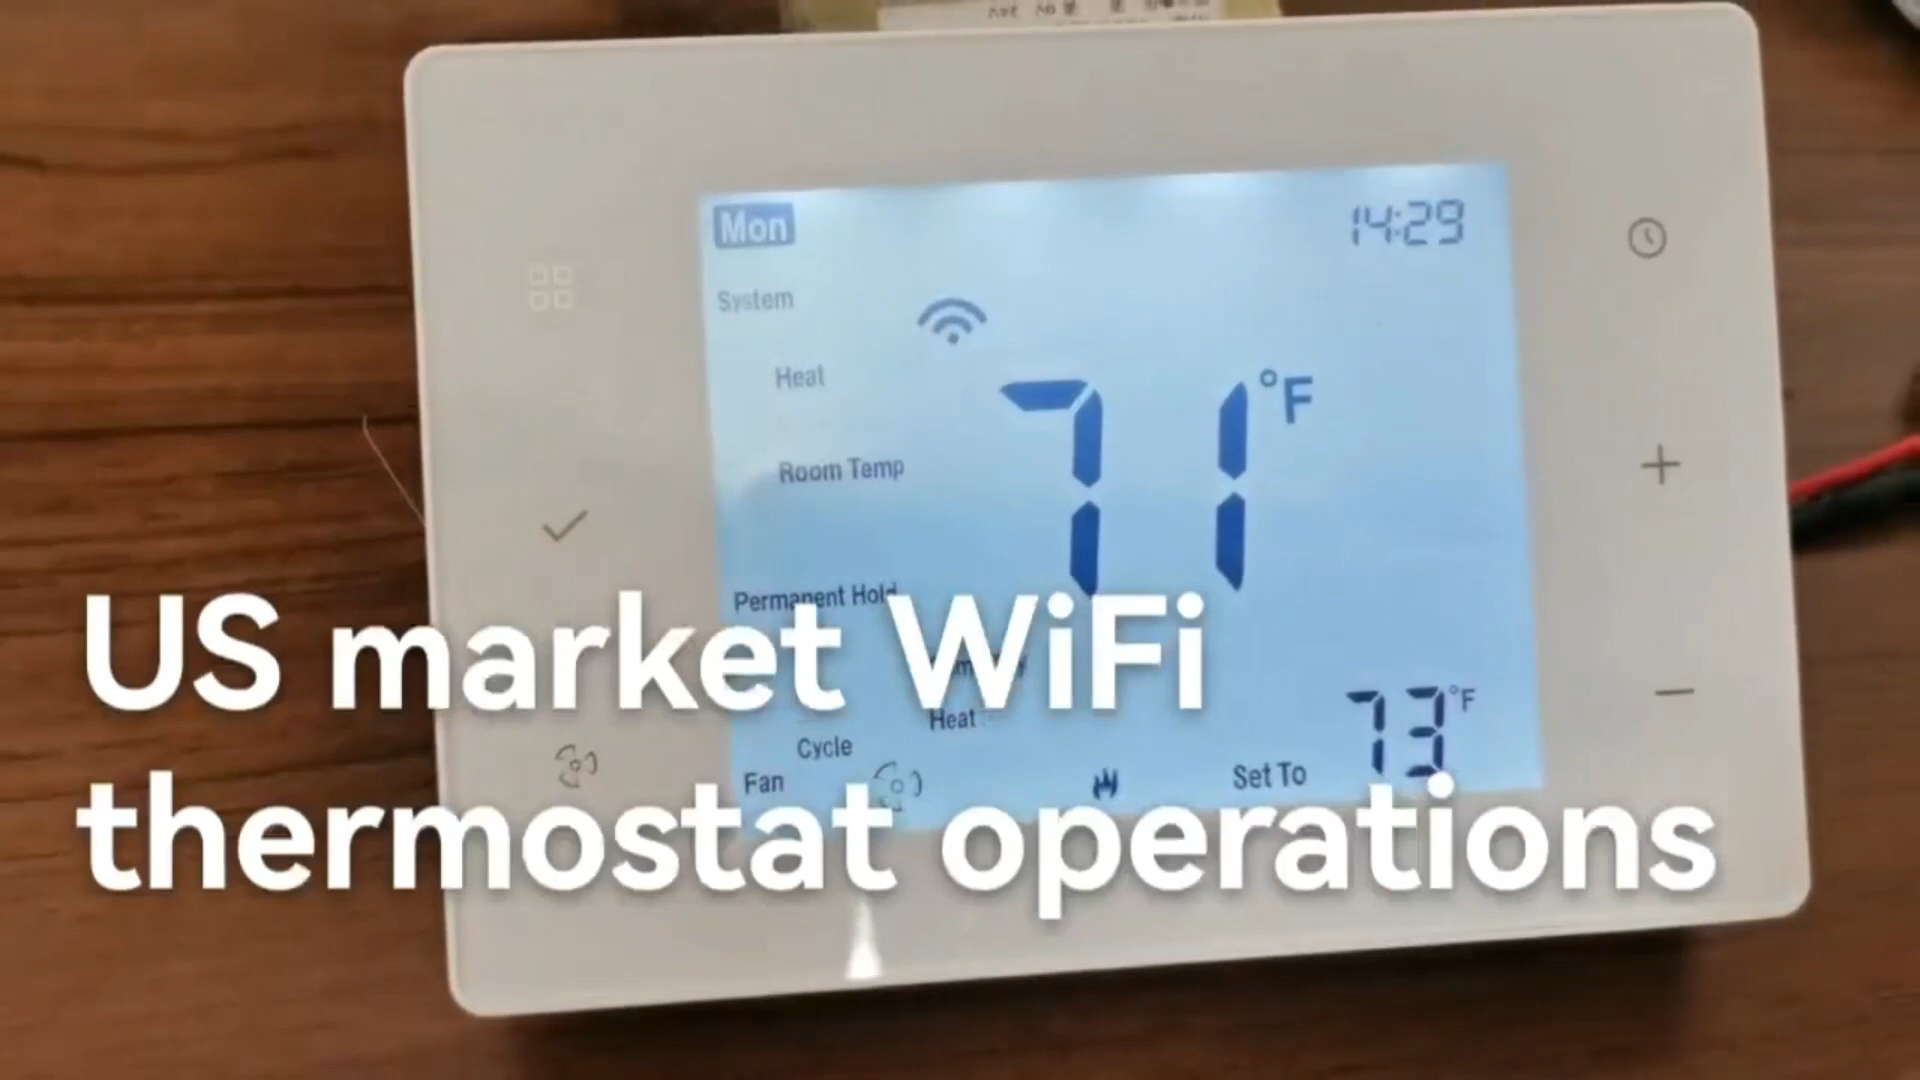 Mon
14:29
System
Heat
71 °F
Room Temp
Permanent Hold
US market WiFi
Heat
73 °F
Cycle
Fan
Set To
thermostat operations